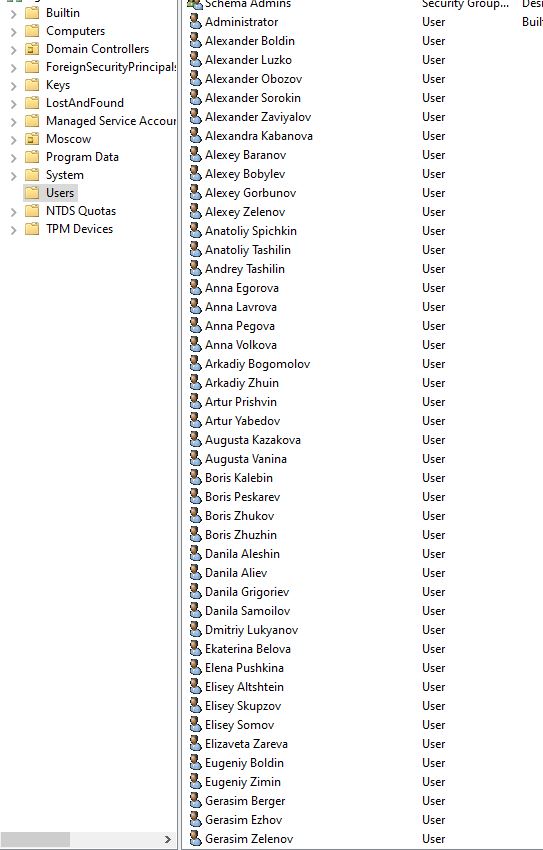 Builtin
Computers
Domain Controllers
ForeignSecurityPrincipals
Keys
LostAndFound
Managed Service Accour
Moscow
Program Data
System
Users
NTDS Quotas
TPM Devices
Schema Admins Security Group... Desi
Administrator User Buil
Alexander Boldin User
Alexander Luzko User
Alexander Obozov User
Alexander Sorokin User
Alexander Zaviyalov User
Alexandra Kabanova User
Alexey Baranov User
Alexey Bobylev User
Alexey Gorbunov User
Alexey Zelenov User
Anatoliy Spichkin User
Anatoliy Tashilin User
Andrey Tashilin User
Anna Egorova User
Anna Lavrova User
Anna Pegova User
Anna Volkova User
Arkadiy Bogomolov User
Arkadiy Zhuin User
Artur Prishvin User
Artur Yabedov User
Augusta Kazakova User
Augusta Vanina User
Boris Kalebin User
Boris Peskarev User
Boris Zhukov User
Boris Zhuzhin User
Danila Aleshin User
Danila Aliev User
Danila Grigoriev User
Danila Samoilov User
Dmitriy Lukyanov User
Ekaterina Belova User
Elena Pushkina User
Elisey Altshtein User
Elisey Skupzov User
Elisey Somov User
Elizaveta Zareva User
Eugeniy Boldin User
Eugeniy Zimin User
Gerasim Berger User
Gerasim Ezhov User
Gerasim Zelenov User